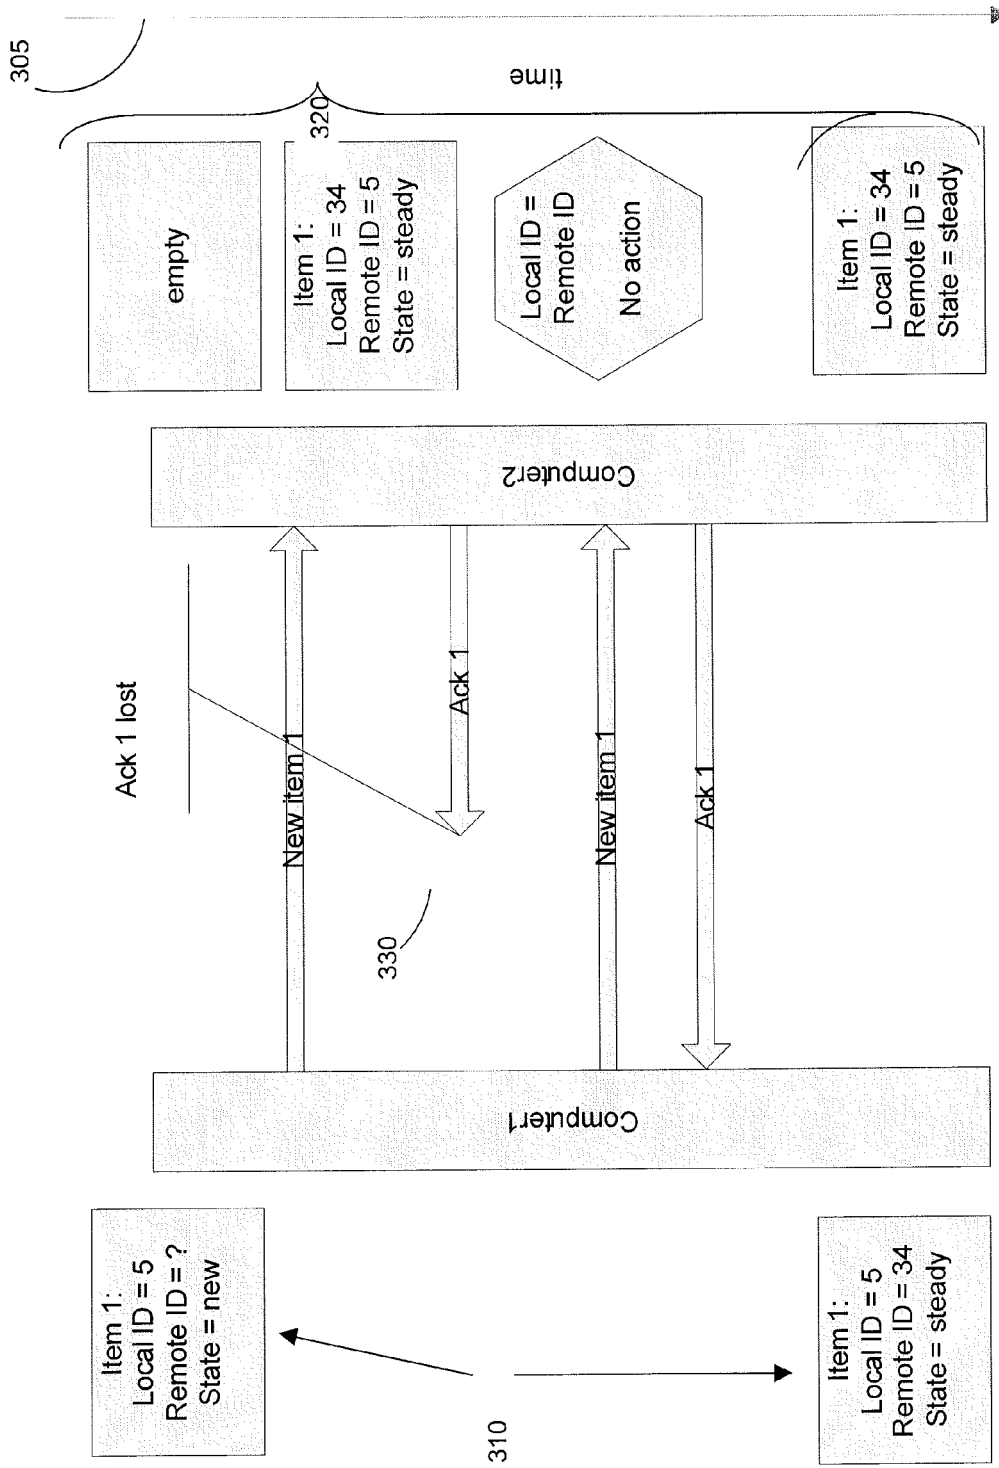 305
time
320
empty
Item 1:
Local ID = 34
Remote ID = 5
State = steady
Local ID =
Remote ID
No action
Item 1:
Local ID = 34
Remote ID = 5
State = steady
Computer2
Ack 1 lost
New item 1
Ack 1
New item 1
Ack 1
330
Computer1
Item 1:
Local ID = 5
Remote ID = ?
State = new
310
Item 1:
Local ID = 5
Remote ID = 34
State = steady